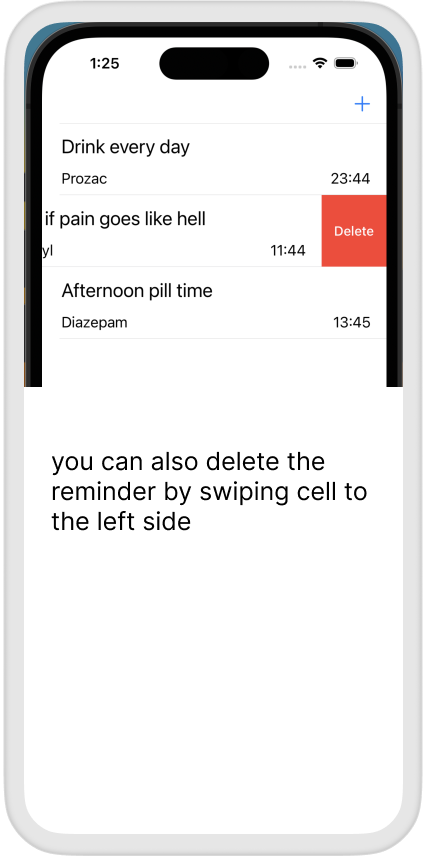 1:25
Drink every day
Prozac 23:44
if pain goes like hell
yl 11:44
Delete
Afternoon pill time
Diazepam 13:45
you can also delete the
reminder by swiping cell to
the left side